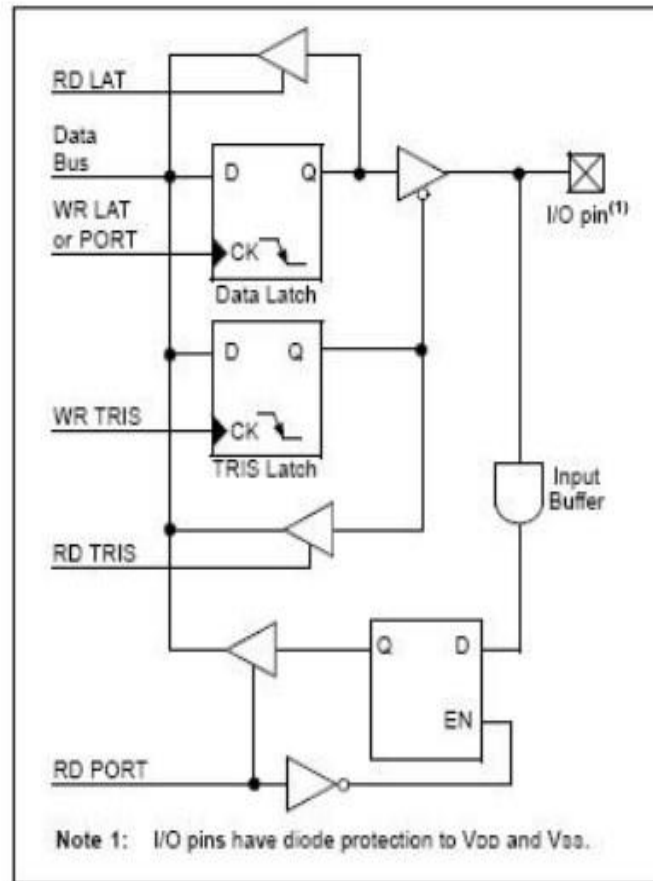 RD LAT
Data
Bus
D Q
WR LAT
or PORT
I/O pin(1)
CK
Data Latch
D Q
WR TRIS
CK
TRIS Latch
Input
Buffer
RD TRIS
Q D
EN
RD PORT
Note 1: I/O pins have diode protection to VDD and VSS.